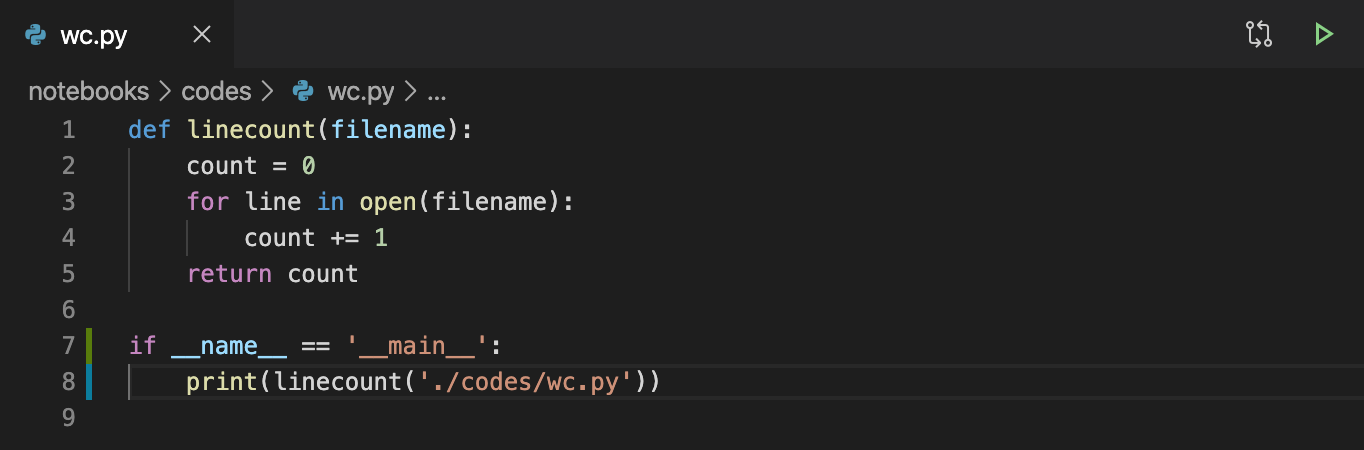 wc.py
notebooks > codes > wc.py > ...
1 def linecount(filename):
2     count = 0
3     for line in open(filename):
4         count += 1
5     return count
6
7 if __name__ == '__main__':
8     print(linecount('./codes/wc.py'))
9